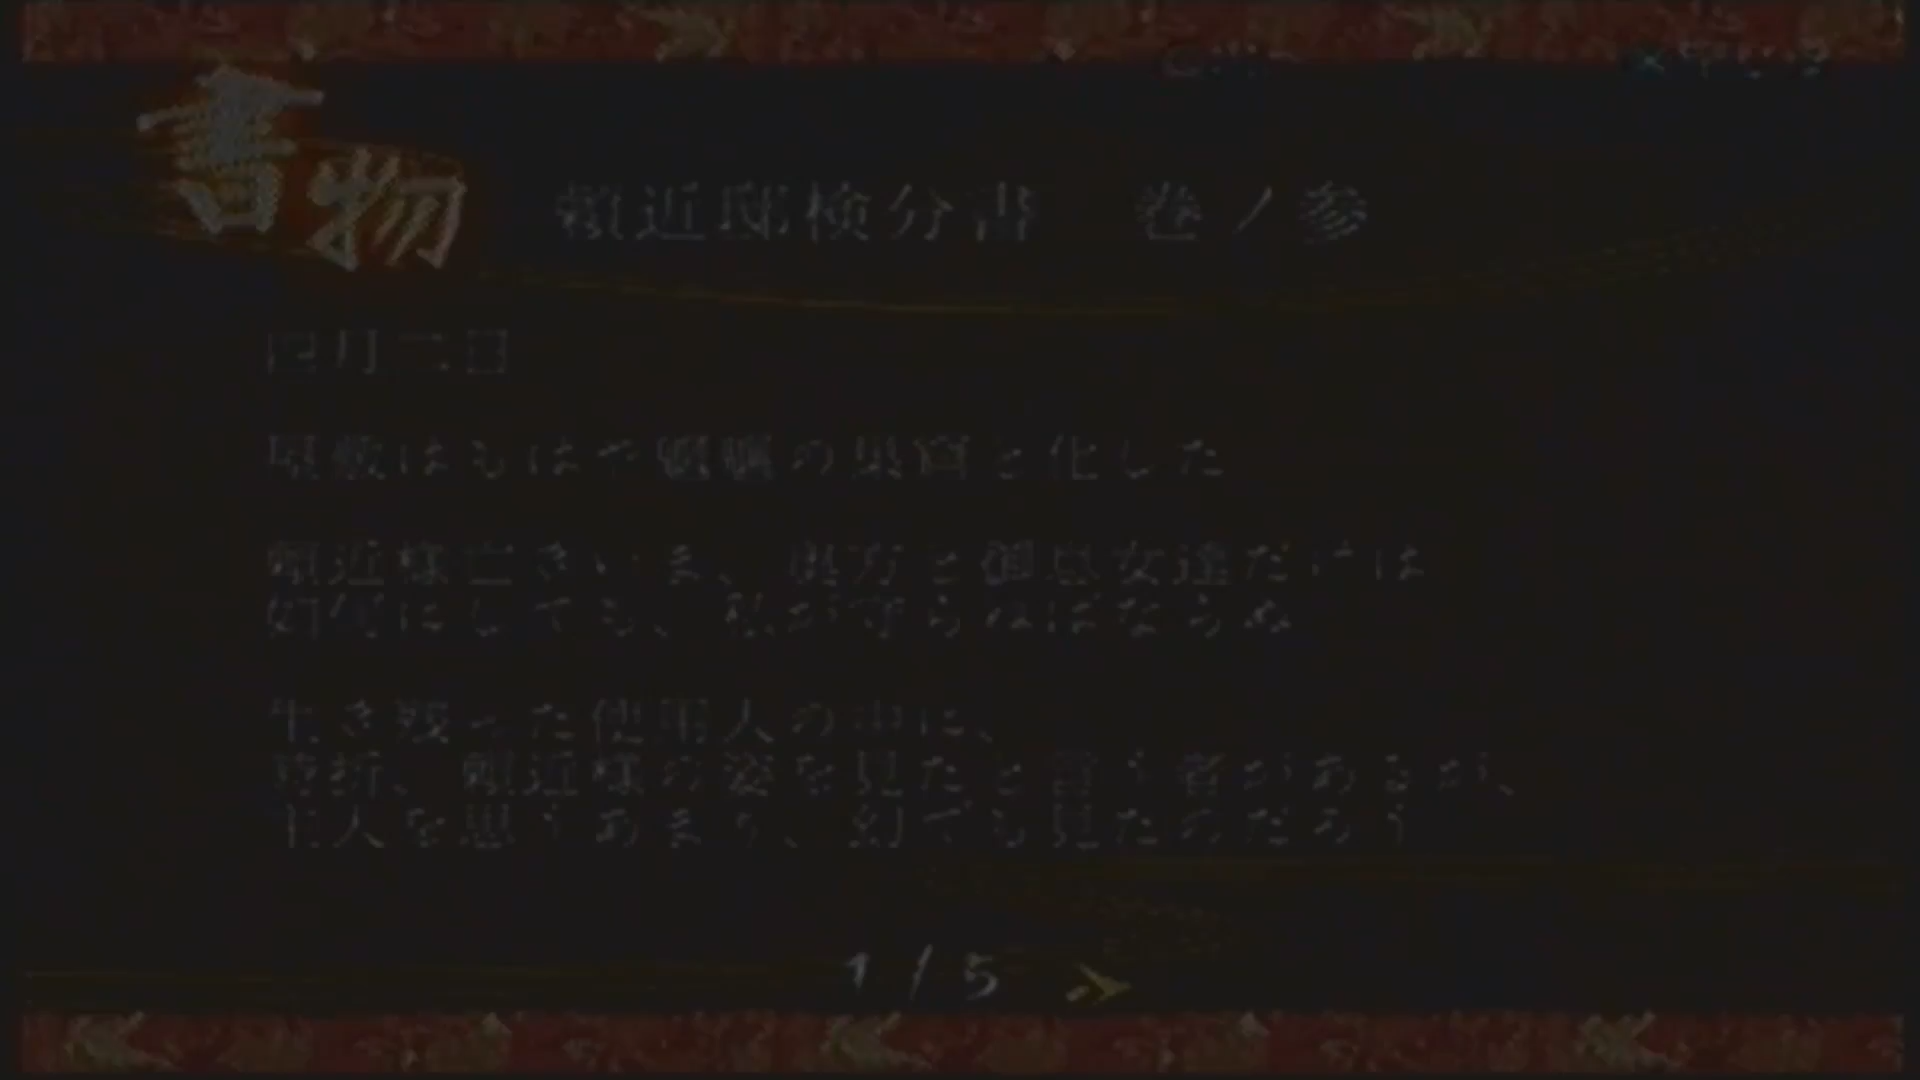 書物
頼近邸検分書　巻ノ参
四月二日
屋敷はもはや魍魎の巣窟と化した
頼近様亡きいま、奥方と御息女達だけは
如何にしても、私が守らねばならぬ
生き残った使用人の中に、
時折、頼近様の姿を見たと言う者があるが、
主人を思うあまり、幻でも見たのだろう
1/5